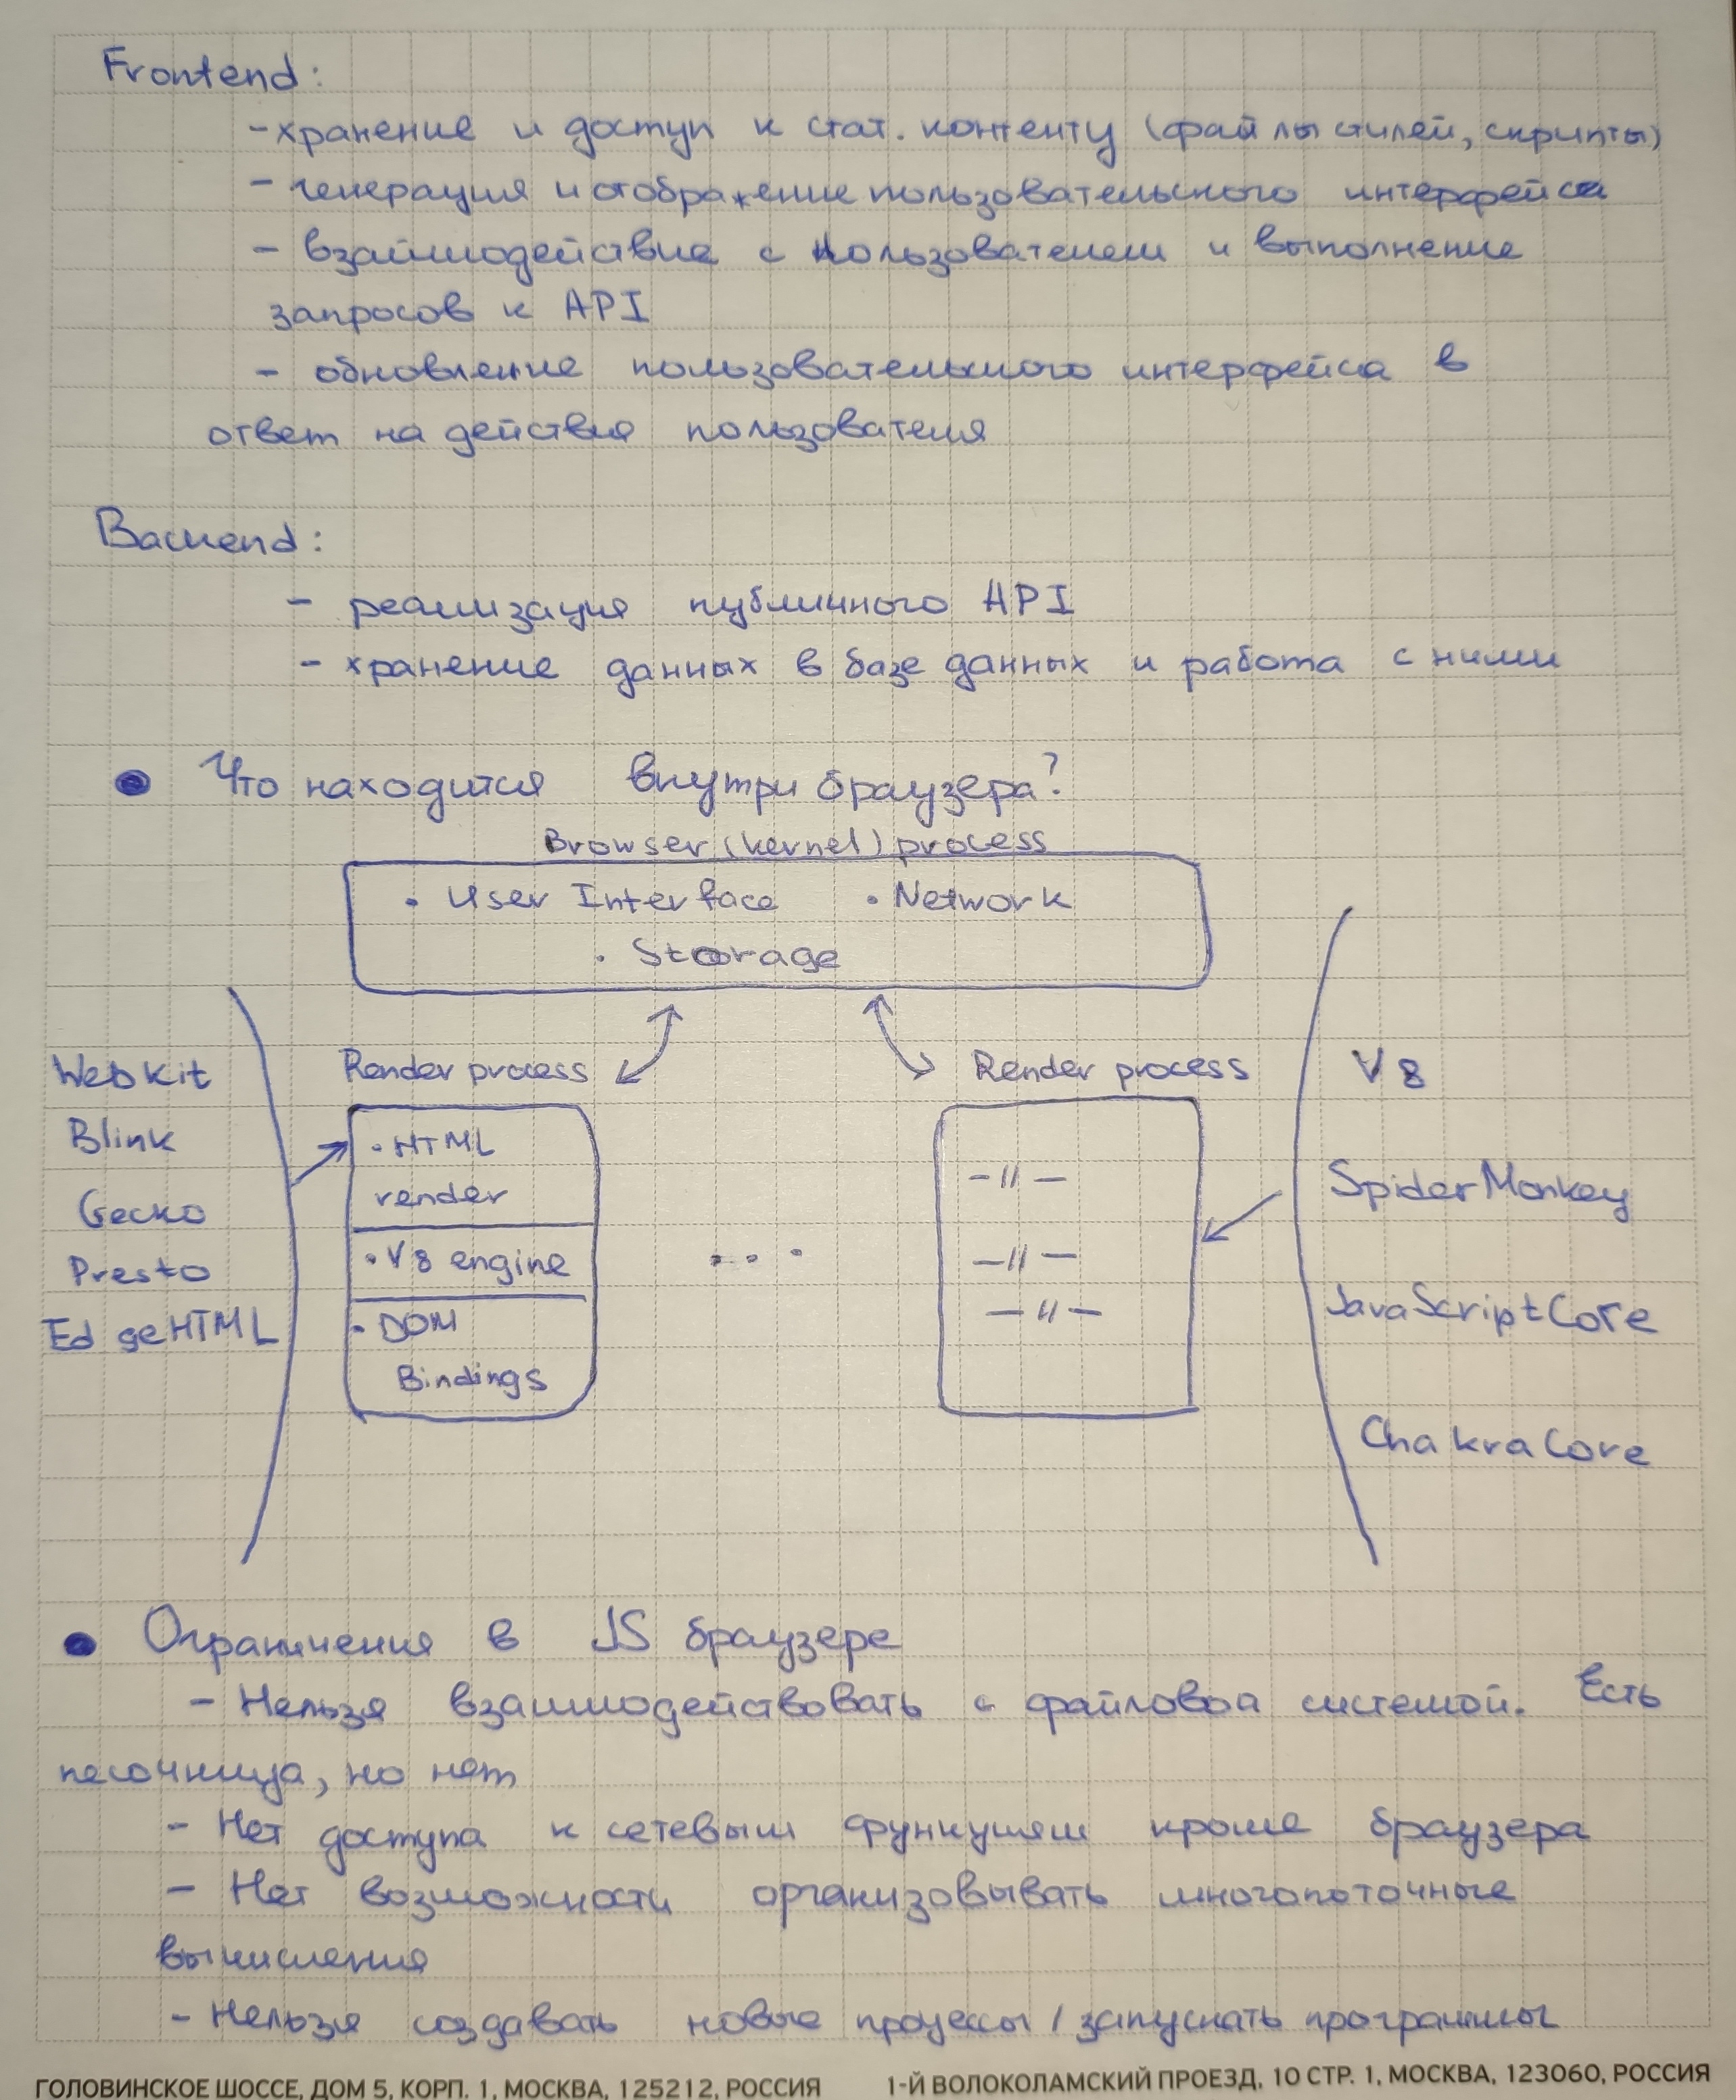 Frontend:
- хранение и доступ к стат. контенту (файлы стилей, скрипты)
- генерация и отображение пользовательского интерфейса
- взаимодействие с пользователем и выполнение
запросов к API
- обновление пользовательского интерфейса в
ответ на действия пользователя
Backend:
- реализация публичного API
- хранение данных в базе данных и работа с ними
• Что находится внутри браузера?
Browser (kernel) process
• User Interface • Network
• Storage
Render process
Render process
WebKit
Blink
Gecko
Presto
EdgeHTML
• HTML
render
• V8 engine
• DOM
Bindings
...
-//-
-//-
-//-
V8
SpiderMonkey
JavaScriptCore
ChakraCore
• Ограничения в JS браузере
- Нельзя взаимодействовать с файловой системой. Есть
песочница, но нет
- Нет доступа к сетевым функциям кроме браузера
- Нет возможности организовывать многопоточные
вычисления
- Нельзя создавать новые процессы / запускать программы
ГОЛОВИНСКОЕ ШОССЕ, ДОМ 5, КОРП. 1, МОСКВА, 125212, РОССИЯ 1-Й ВОЛОКОЛАМСКИЙ ПРОЕЗД, 10 СТР. 1, МОСКВА, 123060, РОССИЯ